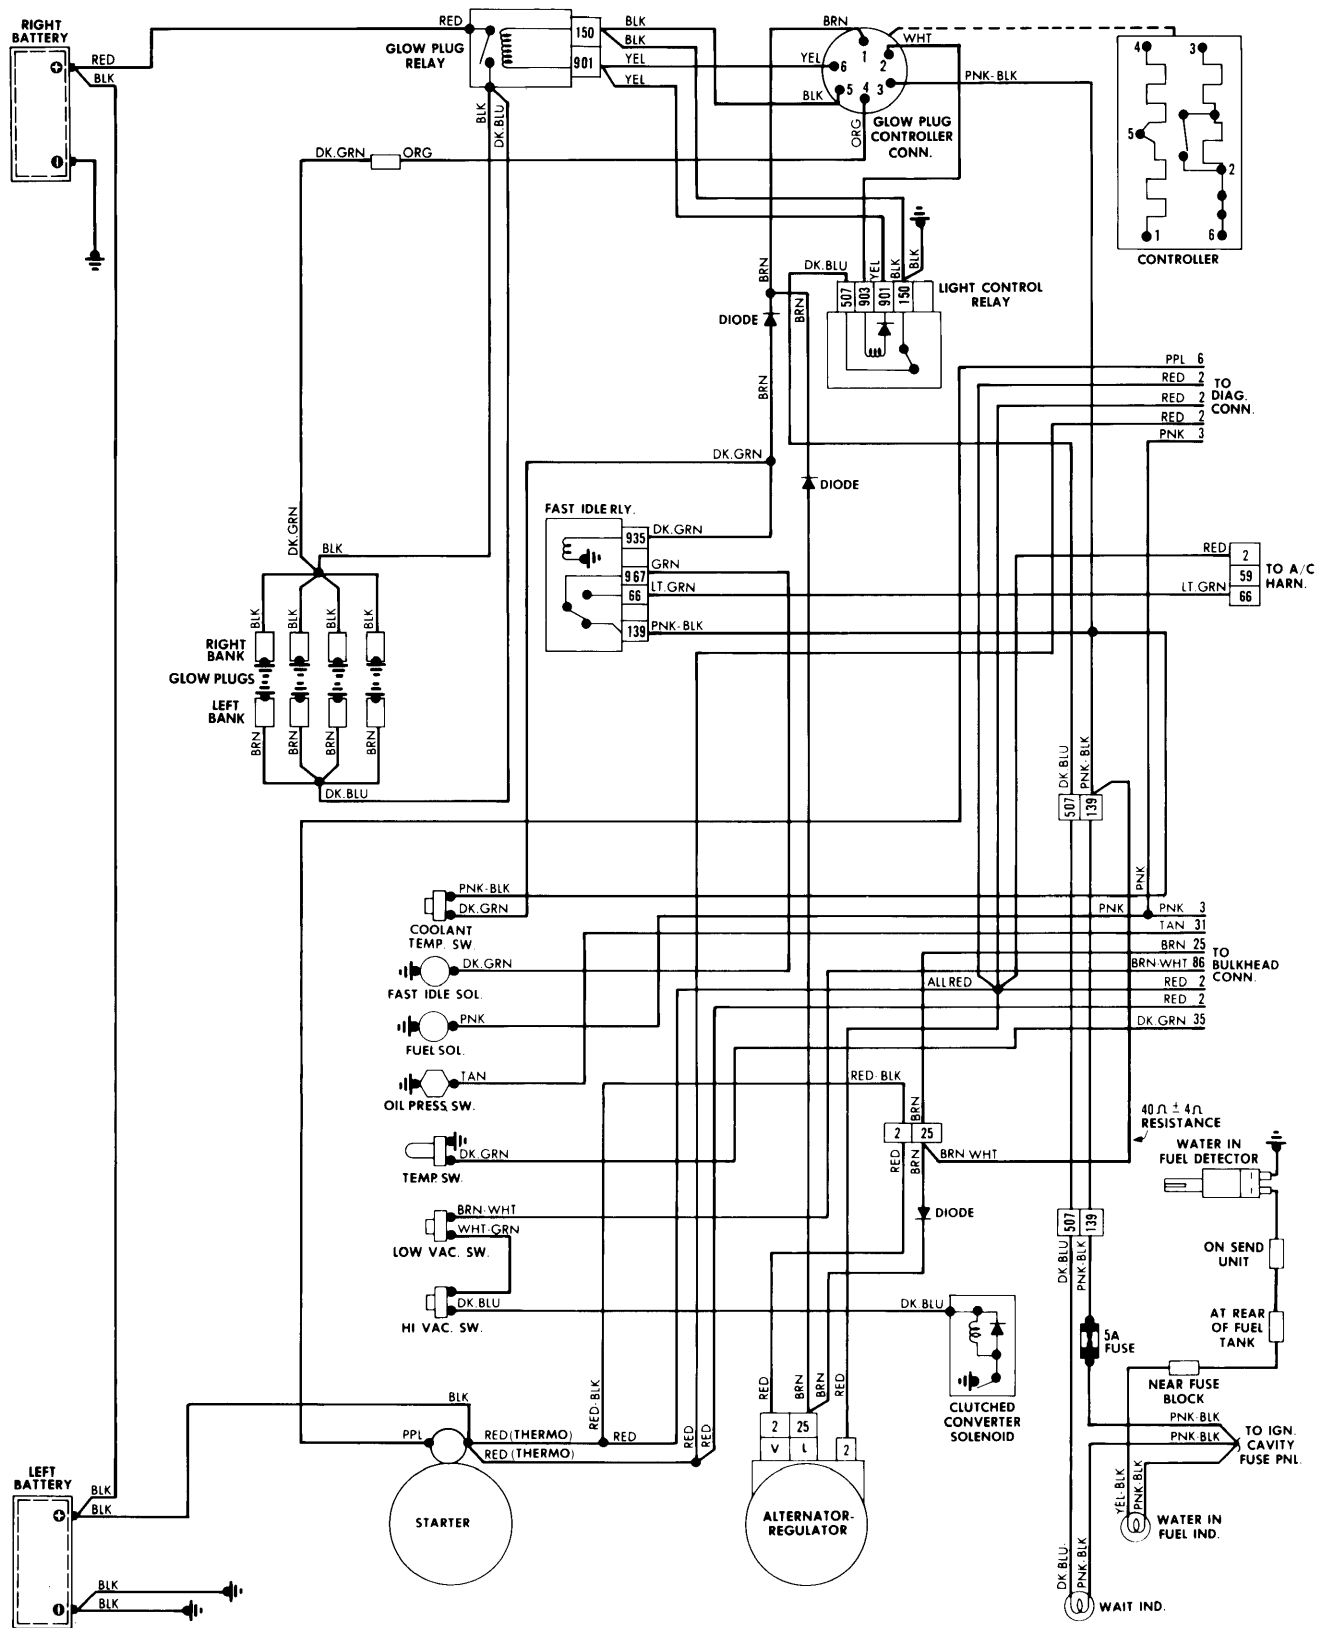 RIGHT
BATTERY
RED
BLK
RED
GLOW PLUG
RELAY
150
901
BLK
BLK
YEL
YEL
BLK
DK.BLU
BRN
WHT
YEL
BLK
ORG
PNK-BLK
1
2
3
4
5
6
GLOW PLUG
CONTROLLER
CONN.
4
3
5
2
1
6
CONTROLLER
DK.GRN
ORG
BRN
BRN
DIODE
BRN
DK.BLU
YEL
BLK
BLK
507
903
901
150
LIGHT CONTROL
RELAY
PPL 6
RED 2
RED 2
RED 2
PNK 3
TO
DIAG.
CONN.
DK.GRN
DIODE
FAST IDLE RLY.
935
967
66
139
DK.GRN
GRN
LT.GRN
PNK-BLK
RED
LT.GRN
2
59
66
TO A/C
HARN.
DK.GRN
BLK
BLK
BLK
BLK
BLK
RIGHT
BANK
GLOW PLUGS
LEFT
BANK
BRN
BRN
BRN
BRN
DK.BLU
DK BLU
PNK-BLK
507
139
PNK
PNK-BLK
DK.GRN
COOLANT
TEMP. SW.
PNK
PNK 3
TAN 31
BRN 25
BRN-WHT 86
RED 2
RED 2
DK GRN 35
TO
BULKHEAD
CONN.
ALL RED
DK.GRN
FAST IDLE SOL.
PNK
FUEL SOL.
TAN
OIL PRESS. SW.
DK.GRN
TEMP. SW.
RED-BLK
BRN
2
25
RED
BRN
BRN WHT
DIODE
40Ω ± 4Ω
RESISTANCE
WATER IN
FUEL DETECTOR
BRN-WHT
WHT-GRN
LOW VAC. SW.
DK.BLU
HI VAC. SW.
DK.BLU
507
139
DK.BLU
PNK-BLK
ON SEND
UNIT
5A
FUSE
AT REAR
OF FUEL
TANK
NEAR FUSE
BLOCK
CLUTCHED
CONVERTER
SOLENOID
RED-BLK
RED
BRN
BRN
RED
BLK
PPL
RED (THERMO)
RED (THERMO)
RED
RED
RED
2
25
V
L
2
PNK-BLK
PNK-BLK
TO IGN.
CAVITY
FUSE PNL.
LEFT
BATTERY
BLK
BLK
STARTER
ALTERNATOR-
REGULATOR
YEL-BLK
PNK-BLK
WATER IN
FUEL IND.
BLK
BLK
DK BLU
PNK-BLK
WAIT IND.